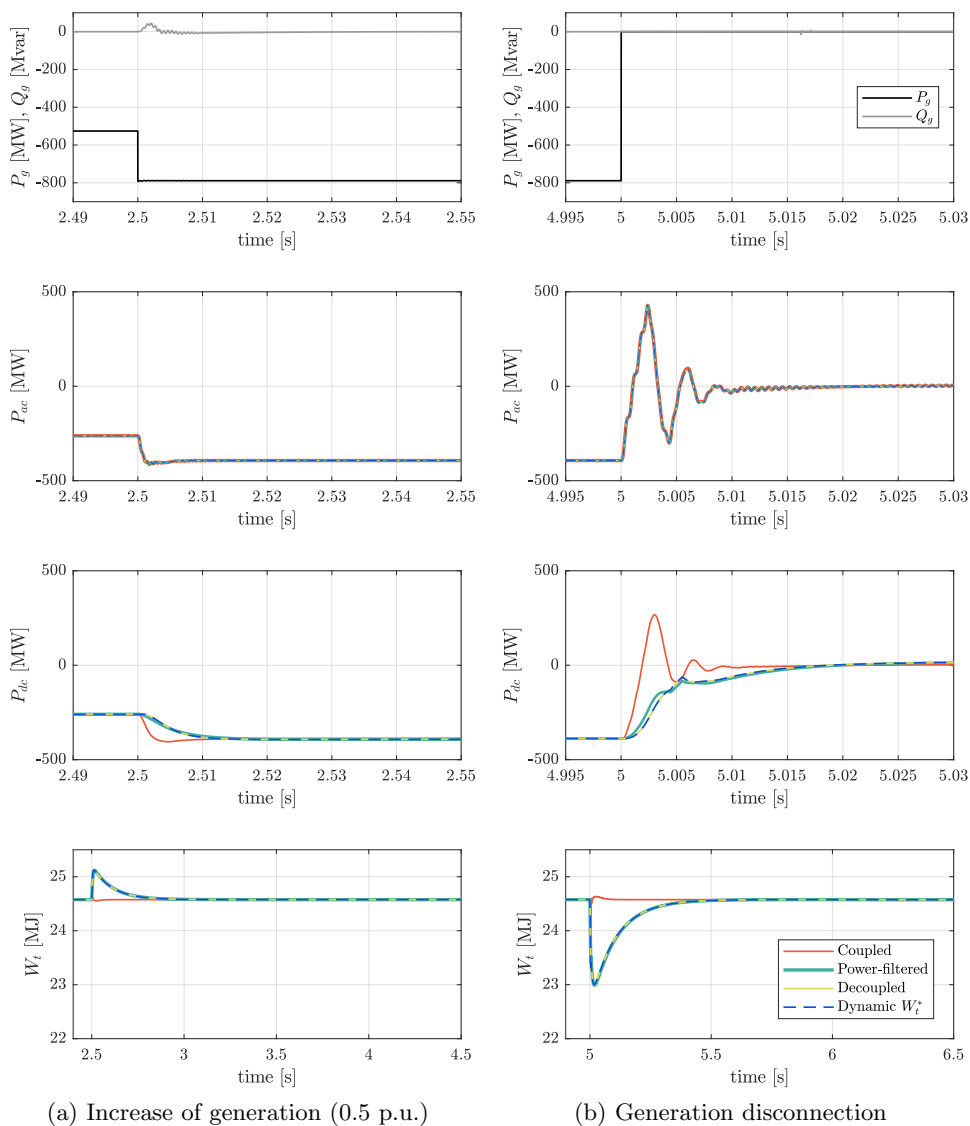 P_g [MW], Q_g [Mvar]
0
-200
-400
-600
-800
2.49 2.5 2.51 2.52 2.53 2.54 2.55
time [s]
P_g [MW], Q_g [Mvar]
0
-200
-400
-600
-800
4.995 5 5.005 5.01 5.015 5.02 5.025 5.03
time [s]
P_g
Q_g
P_{ac} [MW]
500
0
-500
2.49 2.5 2.51 2.52 2.53 2.54 2.55
time [s]
P_{ac} [MW]
500
0
-500
4.995 5 5.005 5.01 5.015 5.02 5.025 5.03
time [s]
P_{dc} [MW]
500
0
-500
2.49 2.5 2.51 2.52 2.53 2.54 2.55
time [s]
P_{dc} [MW]
500
0
-500
4.995 5 5.005 5.01 5.015 5.02 5.025 5.03
time [s]
W_t [MJ]
25
24
23
22
2.5 3 3.5 4 4.5
time [s]
W_t [MJ]
25
24
23
22
5 5.5 6 6.5
time [s]
Coupled
Power-filtered
Decoupled
Dynamic W_t^*
(a) Increase of generation (0.5 p.u.)
(b) Generation disconnection